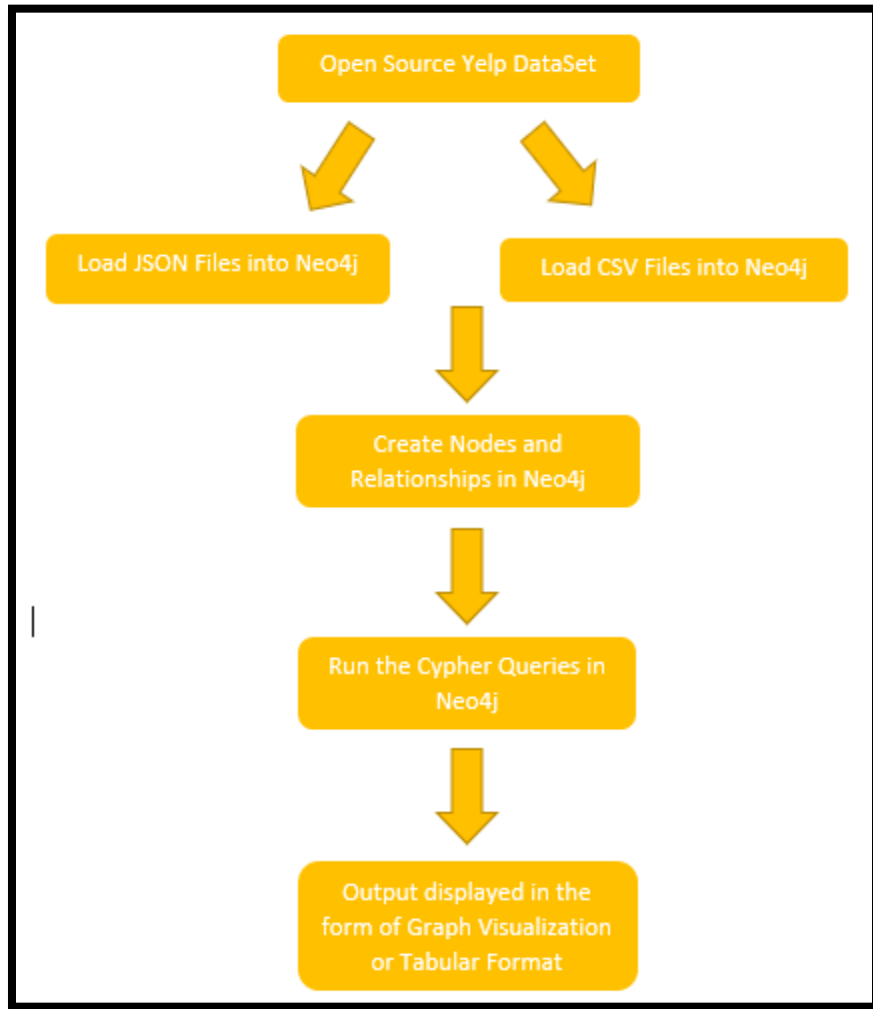 Open Source Yelp DataSet
Load JSON Files into Neo4j
Load CSV Files into Neo4j
Create Nodes and
Relationships in Neo4j
Run the Cypher Queries in
Neo4j
Output displayed in the
form of Graph Visualization
or Tabular Format